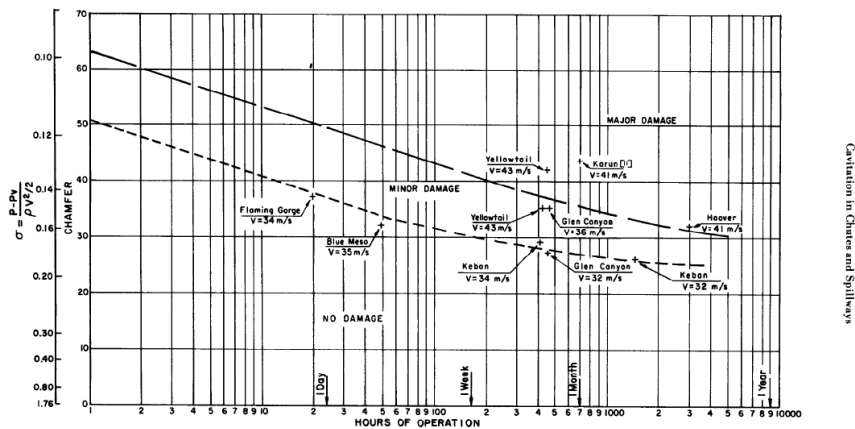 70
60
50
40
30
20
10
0
0.10
0.12
0.14
0.16
0.20
0.30
0.40
0.80
1.76
σ = P-Pv / ρV²/2
CHAMFER
MAJOR DAMAGE
Yellowtail
V=43 m/s
Karun [11]
V=41m/s
MINOR DAMAGE
Flaming Gorge
V=34m/s
Yellowtail
V=43m/s
Glen Canyon
V=36 m/s
Hoover
V=41 m/s
Blue Mesa
V=35m/s
Keban
V=34 m/s
Glen Canyon
V=32 m/s
Keban
V=32 m/s
NO DAMAGE
1 Day
1 Week
1 Month
1 Year
1 2 3 4 5 6 7 8 9 10 2 3 4 5 6 7 8 9 100 2 3 4 5 6 7 8 9 1000 2 3 4 5 6 7 8 9 10000
HOURS OF OPERATION
Cavitation in Chutes and Spillways